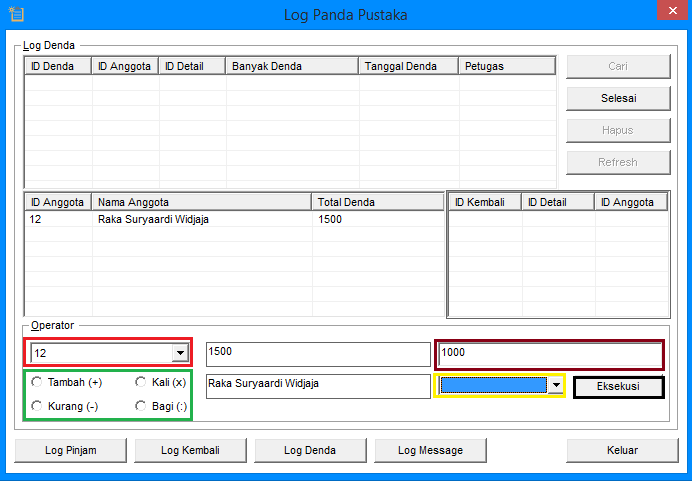 Log Panda Pustaka
Log Denda
ID Denda ID Anggota ID Detail Banyak Denda Tanggal Denda Petugas
Cari
Selesai
Hapus
Refresh
ID Anggota Nama Anggota Total Denda
12 Raka Suryaardi Widjaja 1500
ID Kembali ID Detail ID Anggota
Operator
12 1500 1000
Tambah (+) Kali (x)
Kurang (-) Bagi (:)
Raka Suryaardi Widjaja
Eksekusi
Log Pinjam Log Kembali Log Denda Log Message Keluar